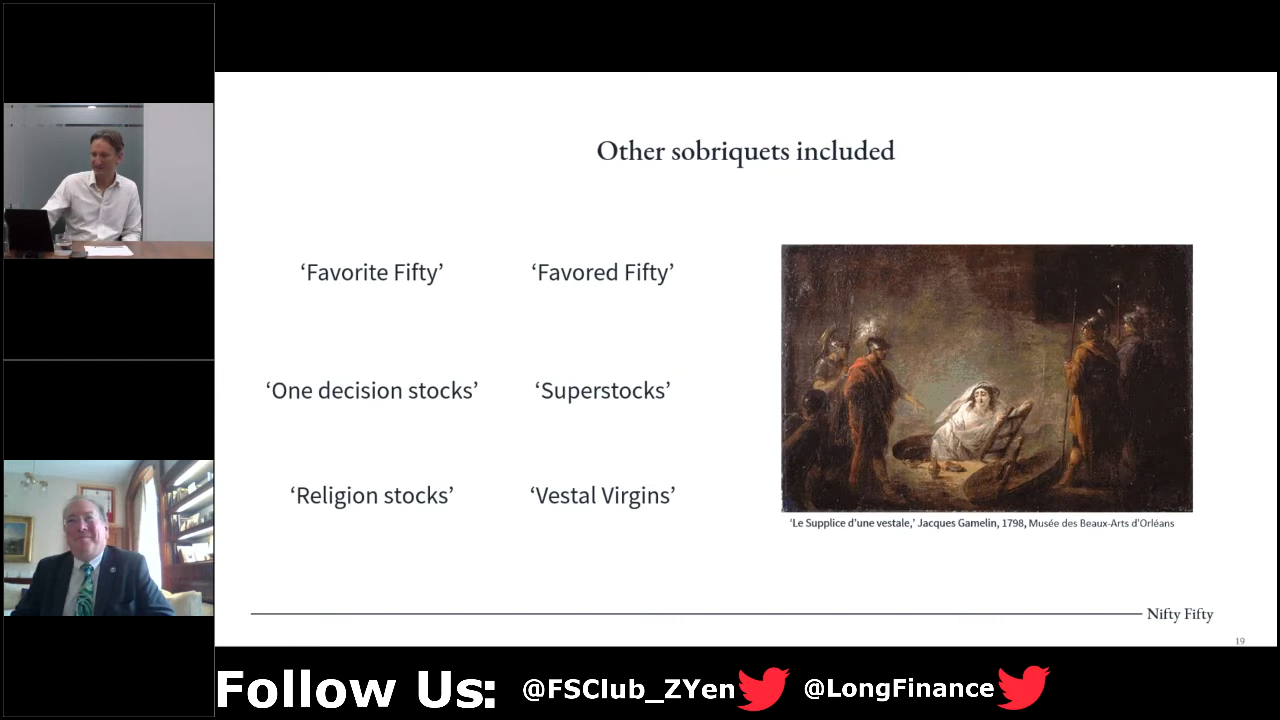 Other sobriquets included
‘Favorite Fifty’
‘Favored Fifty’
‘One decision stocks’
‘Superstocks’
‘Religion stocks’
‘Vestal Virgins’
‘Le Supplice d’une vestale,’ Jacques Gamelin, 1798, Musée des Beaux-Arts d’Orléans
Nifty Fifty
19
Follow Us: @FSClub_ZYen @LongFinance